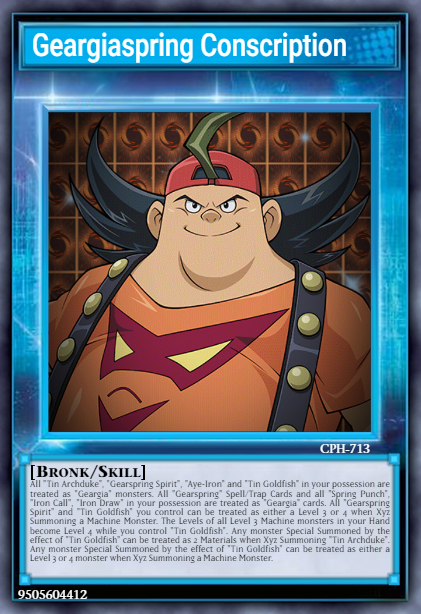 Geargiaspring Conscription
CPH-713
[Bronk/Skill]
All "Tin Archduke", "Gearspring Spirit", "Aye-Iron" and "Tin Goldfish" in your possession are
treated as "Geargia" monsters. All "Gearspring" Spell/Trap Cards and all "Spring Punch",
"Iron Call", "Iron Draw" in your possession are treated as "Geargia" cards. All "Gearspring
Spirit" and "Tin Goldfish" you control can be treated as either a Level 3 or 4 when Xyz
Summoning a Machine Monster. The Levels of all Level 3 Machine monsters in your Hand
become Level 4 while you control "Tin Goldfish". Any monster Special Summoned by the
effect of "Tin Goldfish" can be treated as 2 Materials when Xyz Summoning "Tin Archduke".
Any monster Special Summoned by the effect of "Tin Goldfish" can be treated as either a
Level 3 or 4 monster when Xyz Summoning a Machine Monster.
9505604412